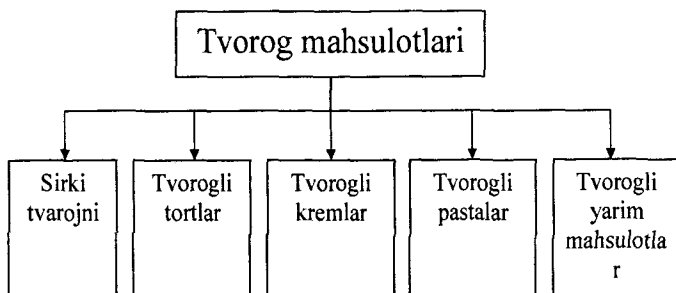 Tvorog mahsulotlari
Sirki
tvarojni
Tvorogli
tortlar
Tvorogli
kremlar
Tvorogli
pastalar
Tvorogli
yarim
mahsulotla
r